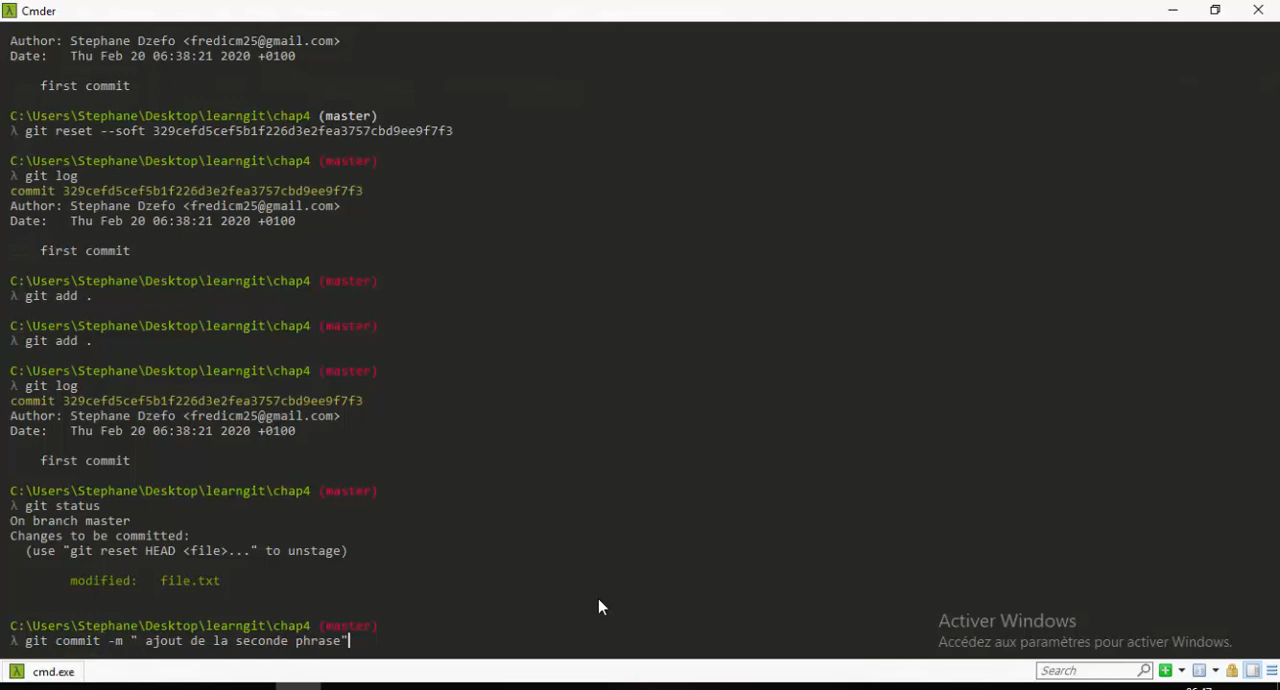 Cmder
Author: Stephane Dzefo <fredicm25@gmail.com>
Date:   Thu Feb 20 06:38:21 2020 +0100
first commit
C:\Users\Stephane\Desktop\learngit\chap4 (master)
λ git reset --soft 329cefd5cef5b1f226d3e2fea3757cbd9ee9f7f3
C:\Users\Stephane\Desktop\learngit\chap4 (master)
λ git log
commit 329cefd5cef5b1f226d3e2fea3757cbd9ee9f7f3
Author: Stephane Dzefo <fredicm25@gmail.com>
Date:   Thu Feb 20 06:38:21 2020 +0100
first commit
C:\Users\Stephane\Desktop\learngit\chap4 (master)
λ git add .
C:\Users\Stephane\Desktop\learngit\chap4 (master)
λ git add .
C:\Users\Stephane\Desktop\learngit\chap4 (master)
λ git log
commit 329cefd5cef5b1f226d3e2fea3757cbd9ee9f7f3
Author: Stephane Dzefo <fredicm25@gmail.com>
Date:   Thu Feb 20 06:38:21 2020 +0100
first commit
C:\Users\Stephane\Desktop\learngit\chap4 (master)
λ git status
On branch master
Changes to be committed:
(use "git reset HEAD <file>..." to unstage)
modified:   file.txt
C:\Users\Stephane\Desktop\learngit\chap4 (master)
λ git commit -m " ajout de la seconde phrase"
Activer Windows
Accédez aux paramètres pour activer Windows.
cmd.exe
Search